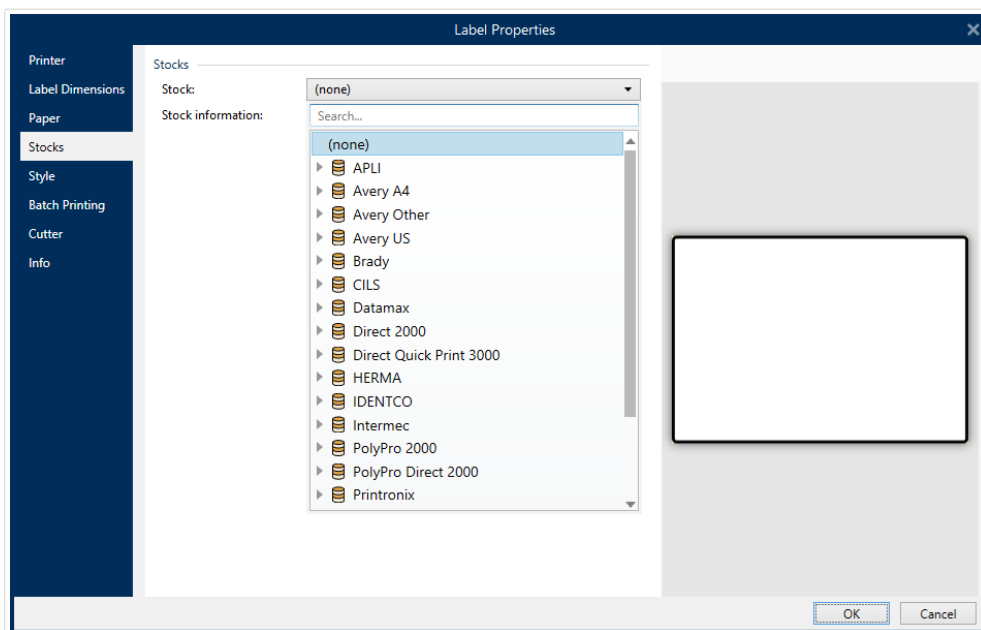 Label Properties
Printer
Label Dimensions
Paper
Stocks
Style
Batch Printing
Cutter
Info
Stocks
Stock:
(none)
Stock information:
Search...
(none)
APLI
Avery A4
Avery Other
Avery US
Brady
CILS
Datamax
Direct 2000
Direct Quick Print 3000
HERMA
IDENTCO
Intermec
PolyPro 2000
PolyPro Direct 2000
Printronix
OK
Cancel